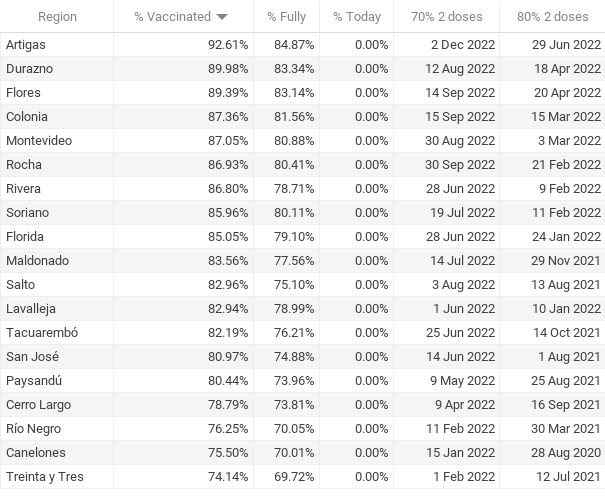 Region % Vaccinated % Fully % Today 70% 2 doses 80% 2 doses
Artigas 92.61% 84.87% 0.00% 2 Dec 2022 29 Jun 2022
Durazno 89.98% 83.34% 0.00% 12 Aug 2022 18 Apr 2022
Flores 89.39% 83.14% 0.00% 14 Sep 2022 20 Apr 2022
Colonia 87.36% 81.56% 0.00% 15 Sep 2022 15 Mar 2022
Montevideo 87.05% 80.88% 0.00% 30 Aug 2022 3 Mar 2022
Rocha 86.93% 80.41% 0.00% 30 Sep 2022 21 Feb 2022
Rivera 86.80% 78.71% 0.00% 28 Jun 2022 9 Feb 2022
Soriano 85.96% 80.11% 0.00% 19 Jul 2022 11 Feb 2022
Florida 85.05% 79.10% 0.00% 28 Jun 2022 24 Jan 2022
Maldonado 83.56% 77.56% 0.00% 14 Jul 2022 29 Nov 2021
Salto 82.96% 75.10% 0.00% 3 Aug 2022 13 Aug 2021
Lavalleja 82.94% 78.99% 0.00% 1 Jun 2022 10 Jan 2022
Tacuarembó 82.19% 76.21% 0.00% 25 Jun 2022 14 Oct 2021
San José 80.97% 74.88% 0.00% 14 Jun 2022 1 Aug 2021
Paysandú 80.44% 73.96% 0.00% 9 May 2022 25 Aug 2021
Cerro Largo 78.79% 73.81% 0.00% 9 Apr 2022 16 Sep 2021
Río Negro 76.25% 70.05% 0.00% 11 Feb 2022 30 Mar 2021
Canelones 75.50% 70.01% 0.00% 15 Jan 2022 28 Aug 2020
Treinta y Tres 74.14% 69.72% 0.00% 1 Feb 2022 12 Jul 2021